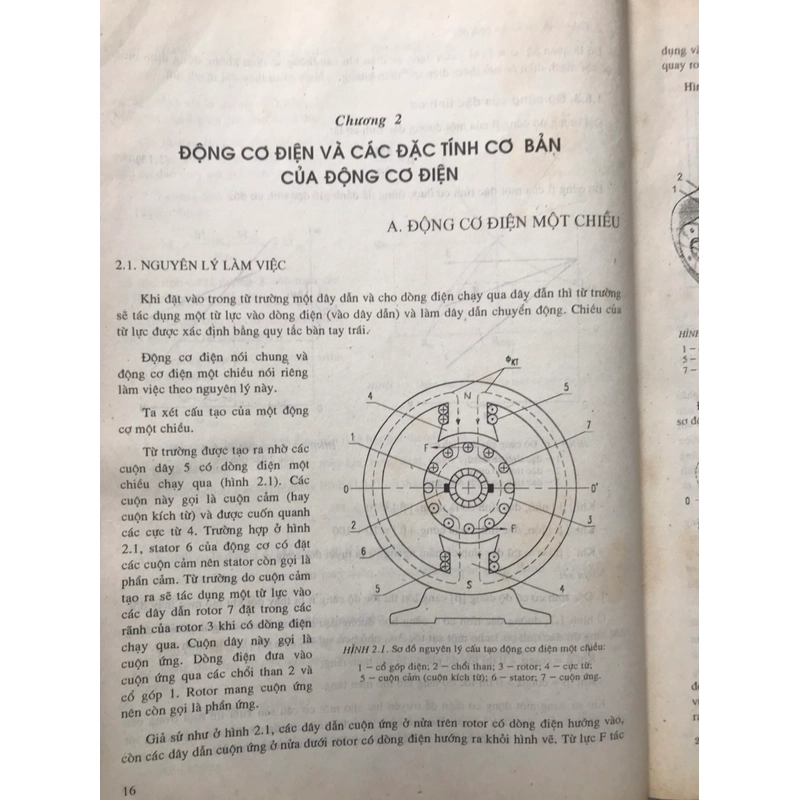 Chương 2
ĐỘNG CƠ ĐIỆN VÀ CÁC ĐẶC TÍNH CƠ BẢN
CỦA ĐỘNG CƠ ĐIỆN
A. ĐỘNG CƠ ĐIỆN MỘT CHIỀU
2.1. NGUYÊN LÝ LÀM VIỆC
Khi đặt vào trong từ trường một dây dẫn và cho dòng điện chạy qua dây dẫn thì từ trường
sẽ tác dụng một từ lực vào dòng điện (vào dây dẫn) và làm dây dẫn chuyển động. Chiều của
từ lực được xác định bằng quy tắc bàn tay trái.
Động cơ điện nói chung và
động cơ điện một chiều nói riêng
làm việc theo nguyên lý này.
Ta xét cấu tạo của một động
cơ một chiều.
Từ trường được tạo ra nhờ các
cuộn dây 5 có dòng điện một
chiều chạy qua (hình 2.1). Các
cuộn này gọi là cuộn cảm (hay
cuộn kích từ) và được cuốn quanh
các cực từ 4. Trường hợp ở hình
2.1, stator 6 của động cơ có đặt
các cuộn cảm nên stator còn gọi là
phần cảm. Từ trường do cuộn cảm
tạo ra sẽ tác dụng một từ lực vào
các dây dẫn rotor 7 đặt trong các
rãnh của rotor 3 khi có dòng điện
chạy qua. Cuộn dây này gọi là
cuộn ứng. Dòng điện đưa vào
cuộn ứng qua các chổi than 2 và
cổ góp 1. Rotor mang cuộn ứng
nên còn gọi là phần ứng.
ΦKT
N
4
5
1
F
7
0
0'
2
F
3
6
5
S
4
HÌNH 2.1. Sơ đồ nguyên lý cấu tạo động cơ điện một chiều:
1 – cổ góp điện; 2 – chổi than; 3 – rotor; 4 – cực từ;
5 – cuộn cảm (cuộn kích từ); 6 – stator; 7 – cuộn ứng.
Giả sử như ở hình 2.1, các dây dẫn cuộn ứng ở nửa trên rotor có dòng điện hướng vào,
còn các dây dẫn cuộn ứng ở nửa dưới rotor có dòng điện hướng ra khỏi hình vẽ. Từ lực F tác
16
dụng
quay
2
1
HÌNH
1 –
5 –
7 –
sơ đồ
0